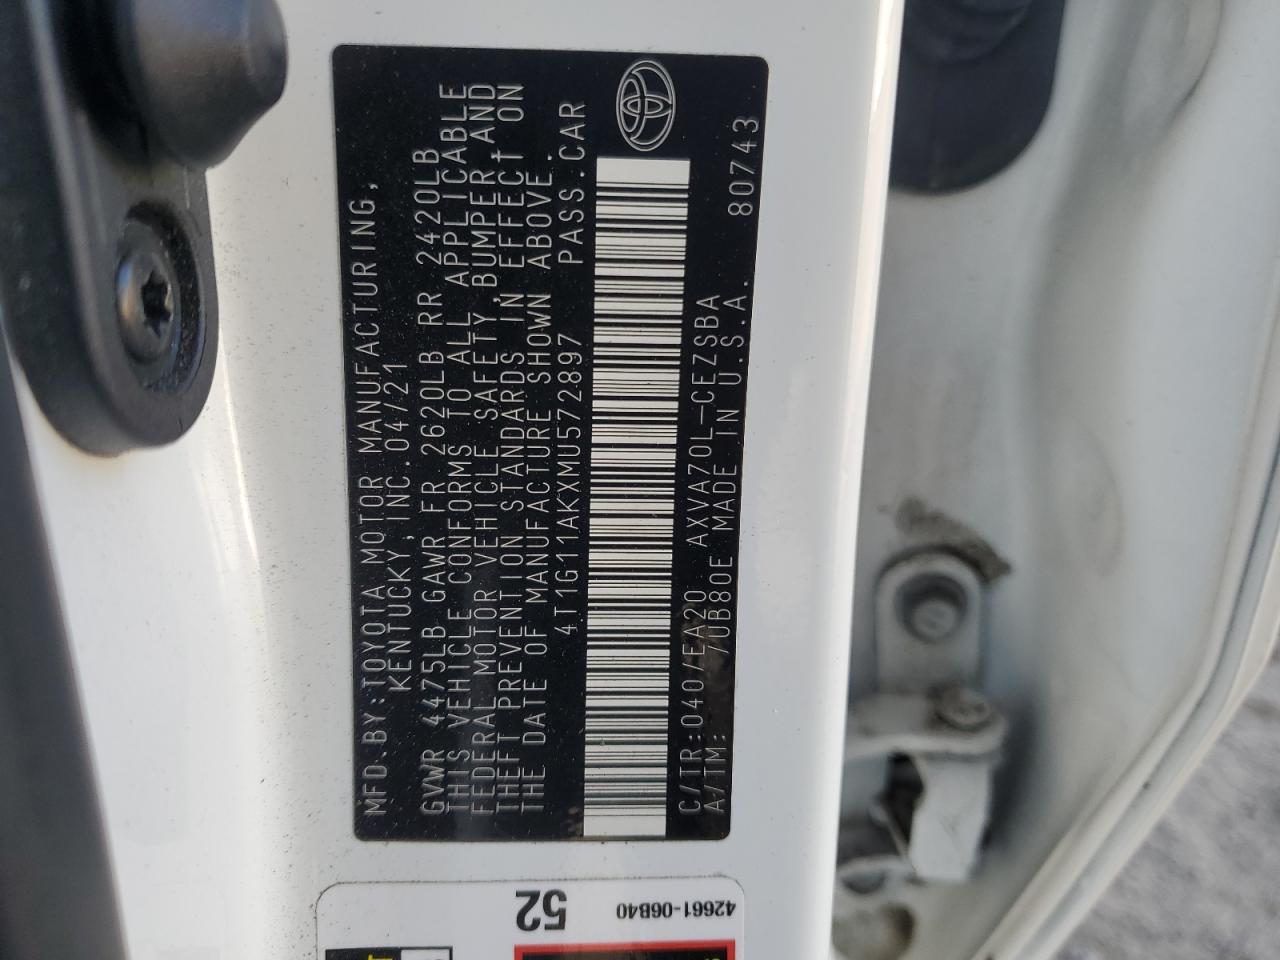 MFD.BY:TOYOTA MOTOR MANUFACTURING,
KENTUCKY,INC.04/21
GVWR 4475LB GAWR FR 2620LB RR 2420LB
THIS VEHICLE CONFORMS TO ALL APPLICABLE
FEDERAL MOTOR VEHICLE SAFETY,BUMPER,AND
THEFT PREVENTION STANDARDS IN EFFECT ON
THE DATE OF MANUFACTURE SHOWN ABOVE.
4T1G11AKXMU572897 PASS.CAR
C/TR:040/EA20 AXVA70L-CEZSBA
A/TM: /UB80E MADE IN U.S.A. 80743
52
42661-06B40